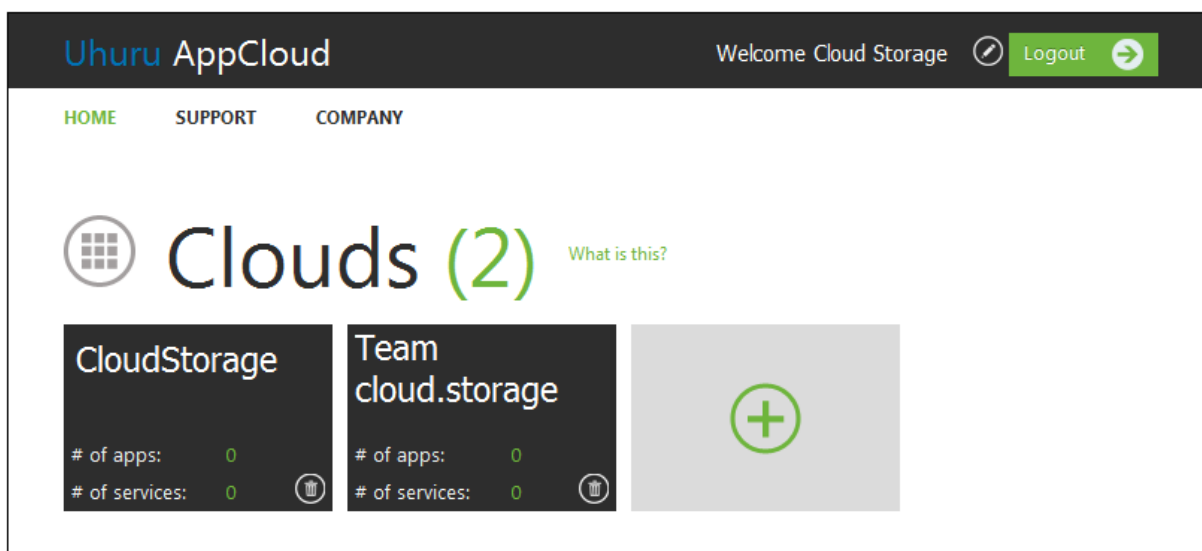 Uhuru AppCloud
Welcome Cloud Storage
Logout
HOME SUPPORT COMPANY
Clouds (2) What is this?
CloudStorage
# of apps: 0
# of services: 0
Team
cloud.storage
# of apps: 0
# of services: 0